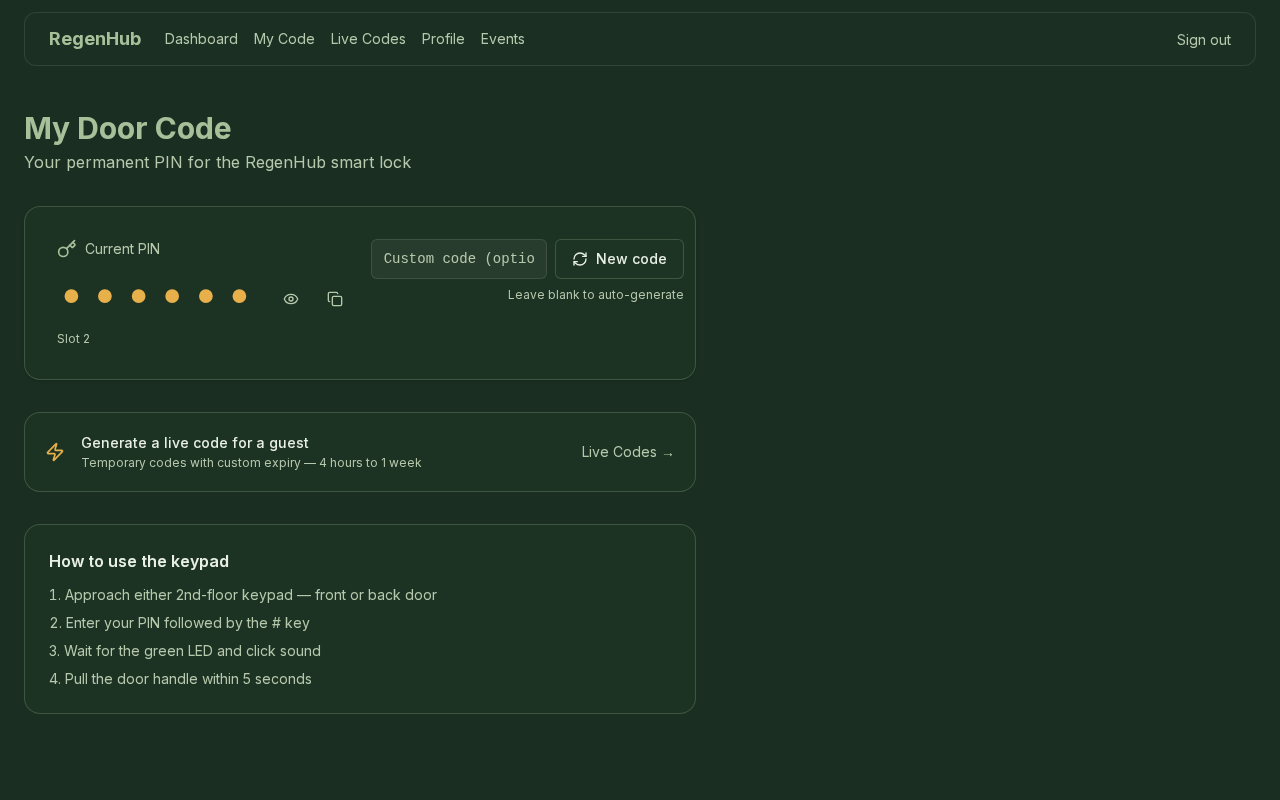 RegenHub Dashboard My Code Live Codes Profile Events Sign out
My Door Code
Your permanent PIN for the RegenHub smart lock
Current PIN
Custom code (optio
New code
Leave blank to auto-generate
Slot 2
Generate a live code for a guest
Temporary codes with custom expiry — 4 hours to 1 week
Live Codes →
How to use the keypad
1. Approach either 2nd-floor keypad — front or back door
2. Enter your PIN followed by the # key
3. Wait for the green LED and click sound
4. Pull the door handle within 5 seconds